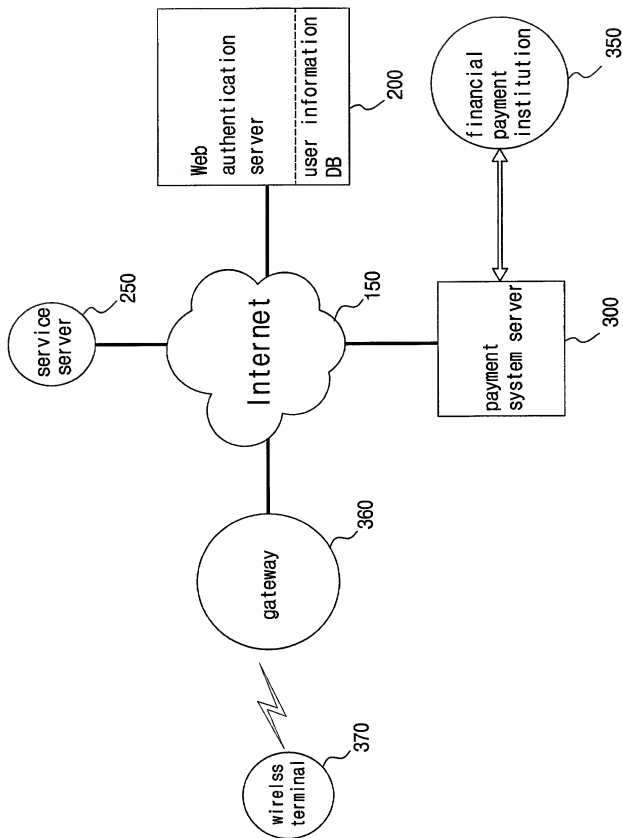 service
server
250
Web
authentication
server
user information
DB
200
Internet
150
gateway
360
wirelss
terminal
370
payment
system server
300
financial
payment
institution
350